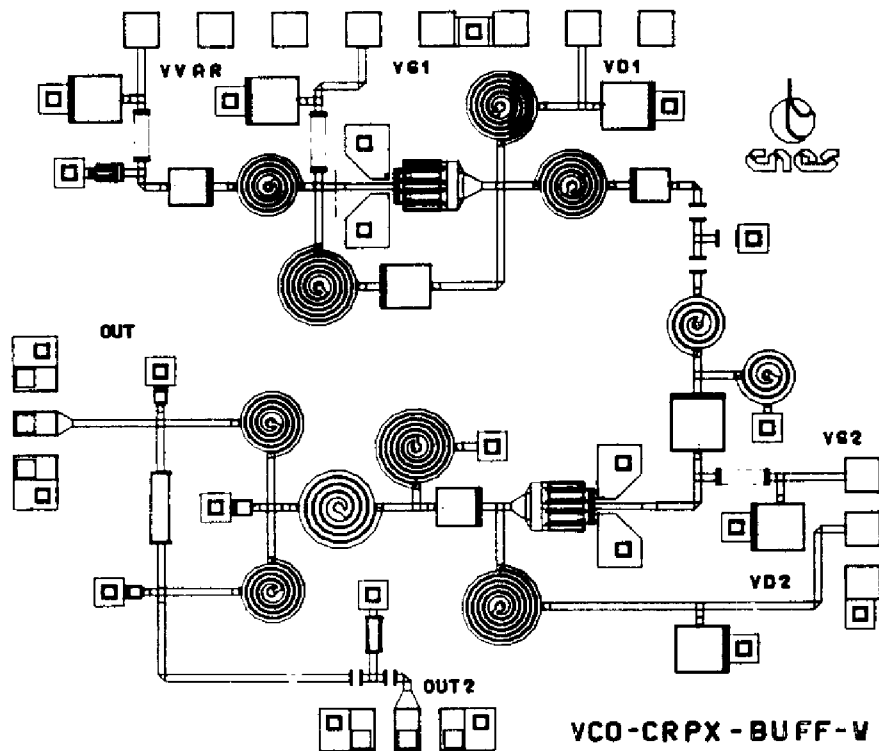 VVAR
VG1
VD1
cnes
OUT
VG2
VD2
OUT2
VCO-CRPX-BUFF-W